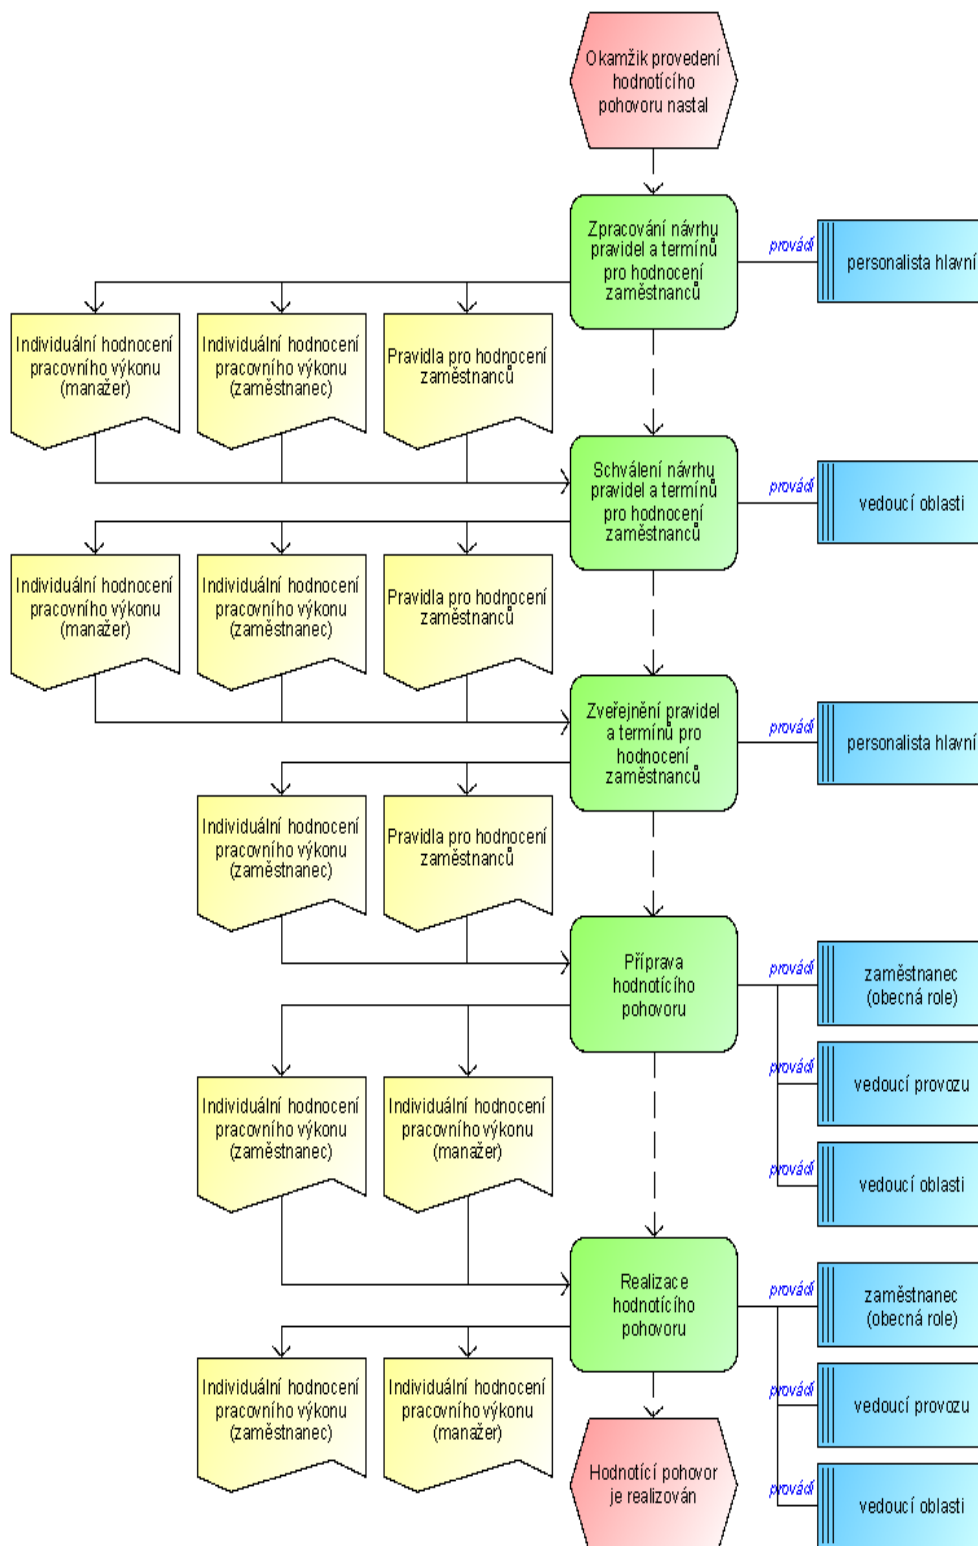 Okamžik provedení
hodnotícího
pohovoru nastal
Zpracování návrhu
pravidel a termínů
pro hodnocení
zaměstnanců
provádí
personalista hlavní
Individuální hodnocení
pracovního výkonu
(manažer)
Individuální hodnocení
pracovního výkonu
(zaměstnanec)
Pravidla pro hodnocení
zaměstnanců
Schválení návrhu
pravidel a termínů
pro hodnocení
zaměstnanců
provádí
vedoucí oblasti
Individuální hodnocení
pracovního výkonu
(manažer)
Individuální hodnocení
pracovního výkonu
(zaměstnanec)
Pravidla pro hodnocení
zaměstnanců
Zveřejnění pravidel
a termínů pro
hodnocení
zaměstnanců
provádí
personalista hlavní
Individuální hodnocení
pracovního výkonu
(zaměstnanec)
Pravidla pro hodnocení
zaměstnanců
Příprava
hodnotícího
pohovoru
provádí
zaměstnanec
(obecná role)
provádí
vedoucí provozu
provádí
vedoucí oblasti
Individuální hodnocení
pracovního výkonu
(zaměstnanec)
Individuální hodnocení
pracovního výkonu
(manažer)
Realizace
hodnotícího
pohovoru
provádí
zaměstnanec
(obecná role)
provádí
vedoucí provozu
provádí
vedoucí oblasti
Individuální hodnocení
pracovního výkonu
(zaměstnanec)
Individuální hodnocení
pracovního výkonu
(manažer)
Hodnotící pohovor
je realizován